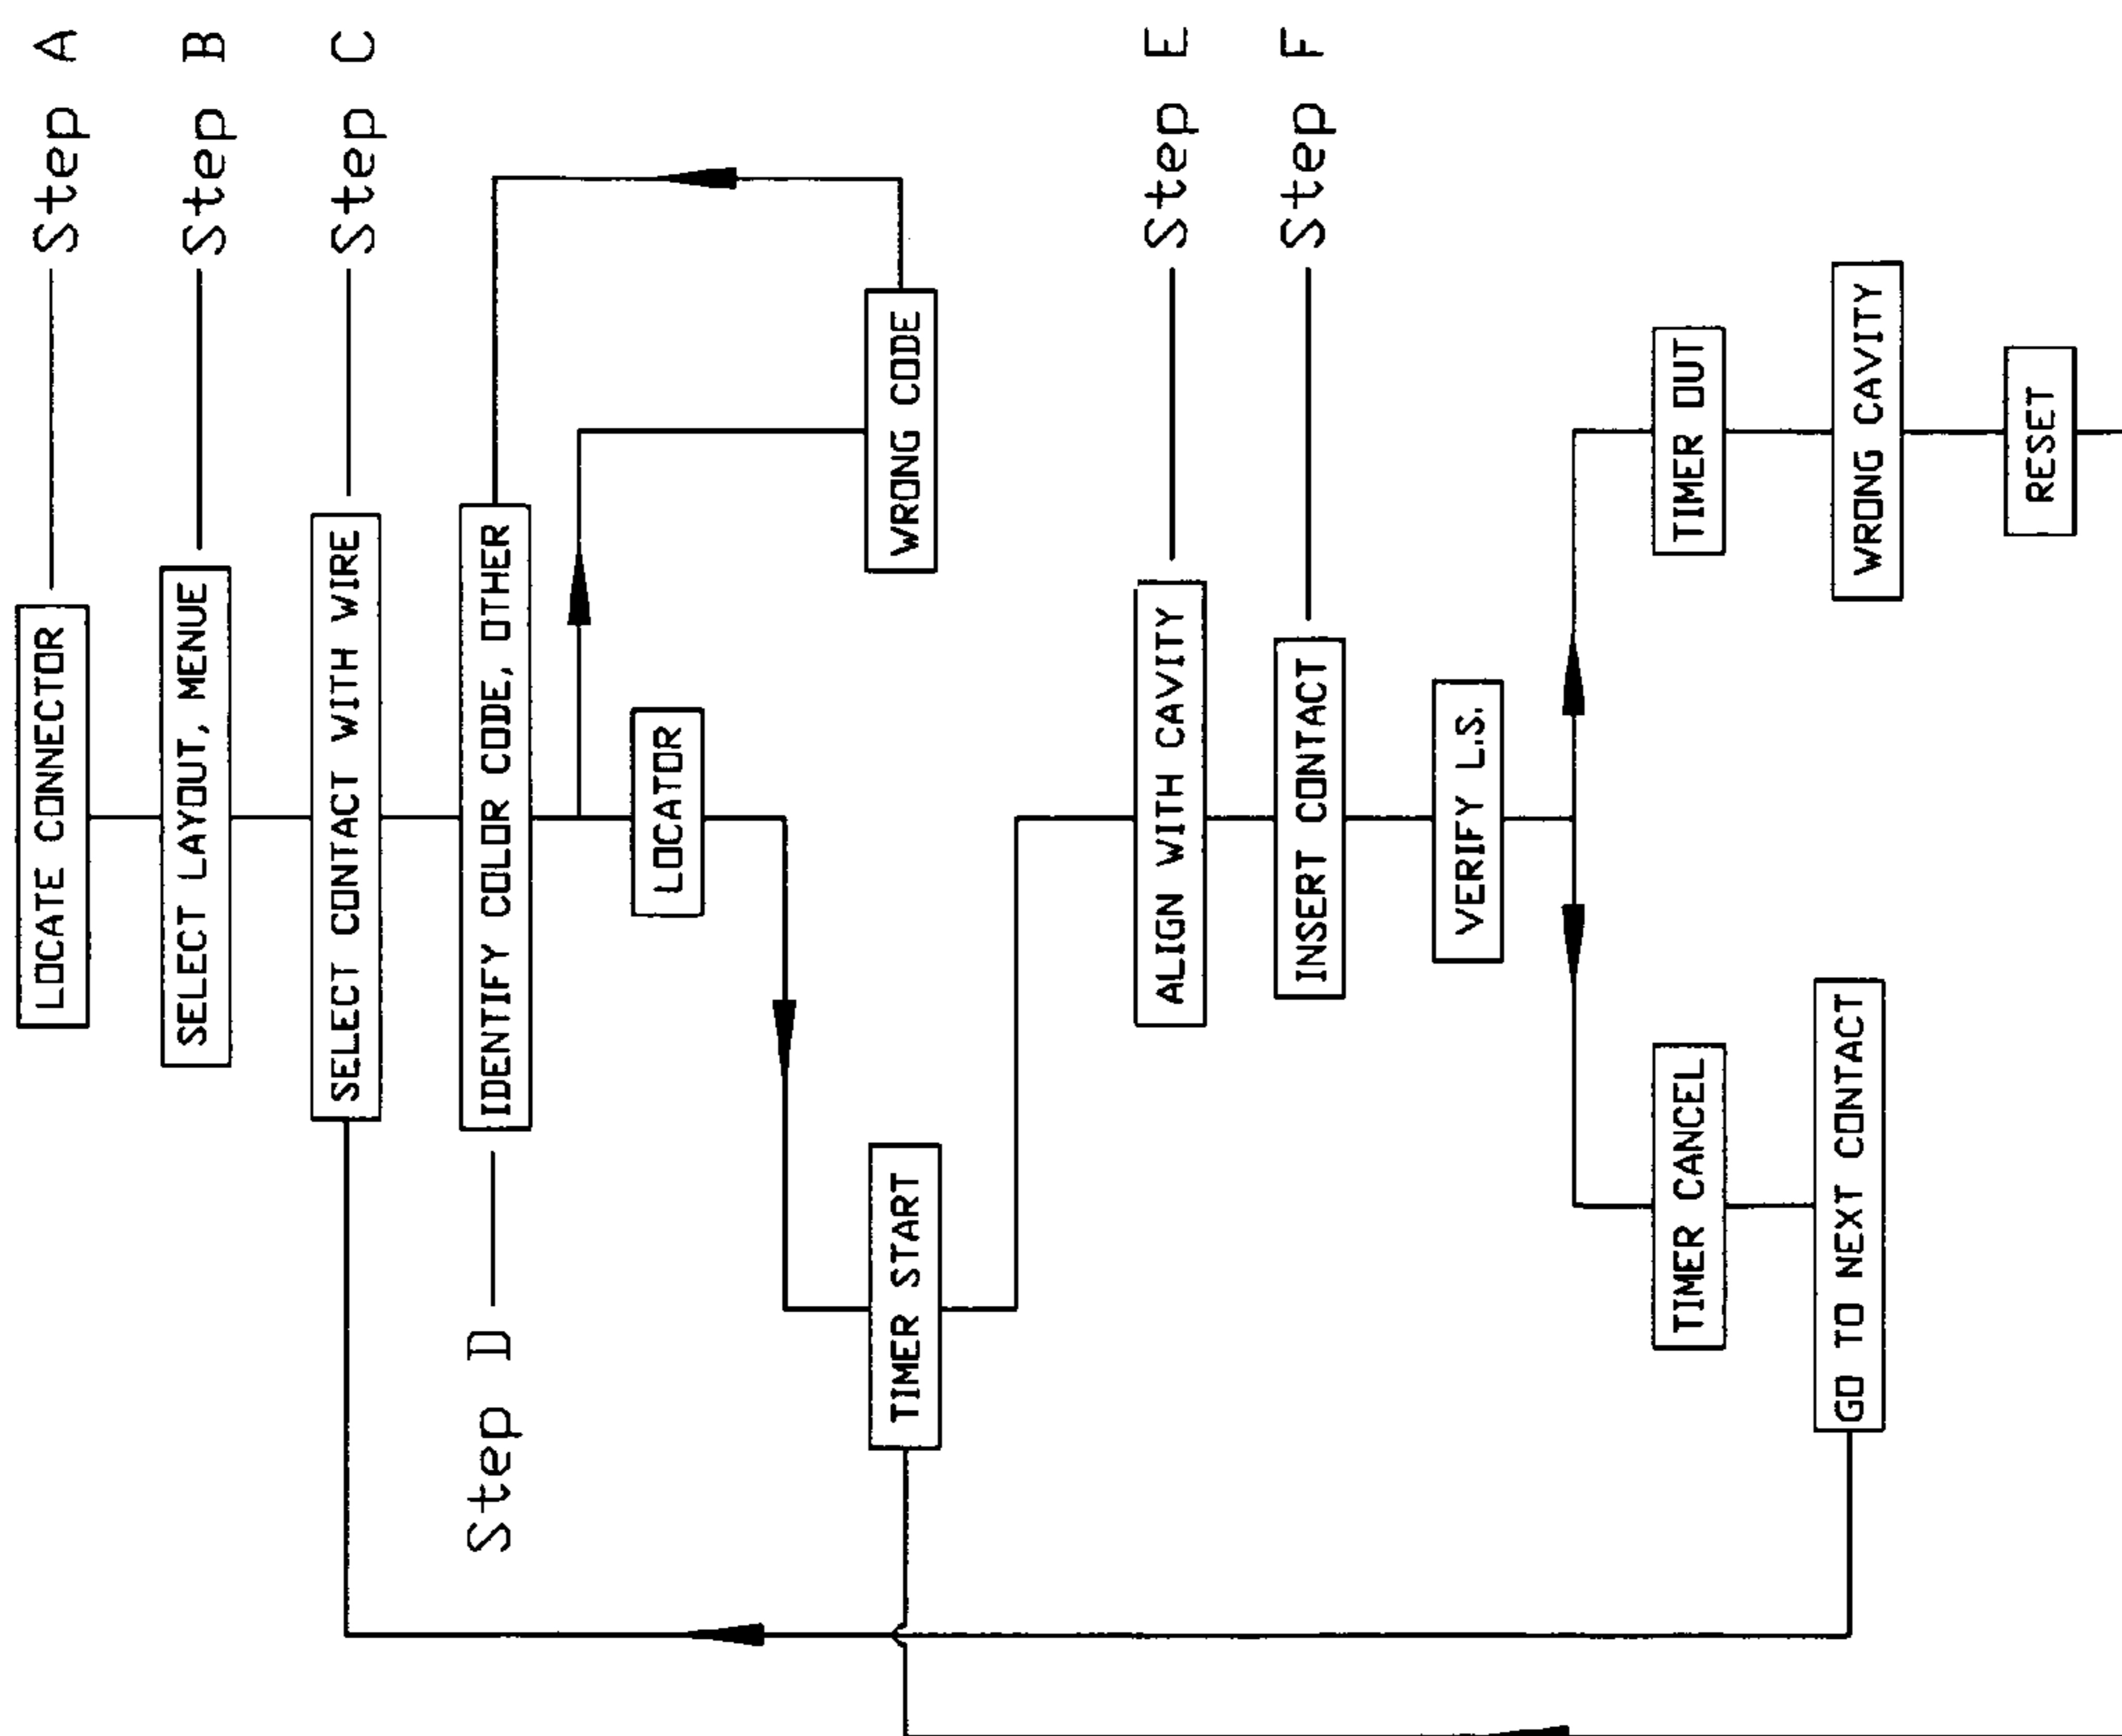 LOCATE CONNECTOR
Step A
SELECT LAYOUT, MENUE
Step B
SELECT CONTACT WITH WIRE
Step C
Step D
IDENTIFY COLOR CODE, OTHER
LOCATOR
WRONG CODE
TIMER START
ALIGN WITH CAVITY
Step E
INSERT CONTACT
Step F
VERIFY L.S.
TIMER CANCEL
TIMER OUT
GO TO NEXT CONTACT
WRONG CAVITY
RESET